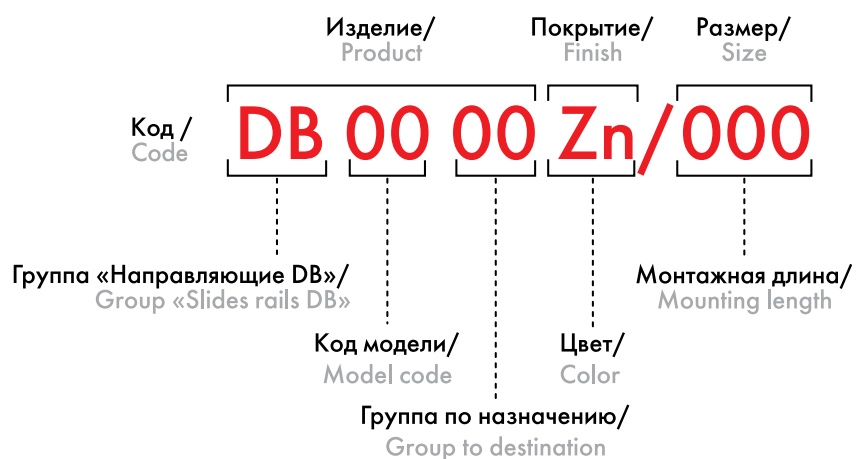 Изделие/
Product
Покрытие/
Finish
Размер/
Size
Код /
Code
DB 00 00 Zn/000
Группа «Направляющие DB»/
Group «Slides rails DB»
Монтажная длина/
Mounting length
Код модели/
Model code
Цвет/
Color
Группа по назначению/
Group to destination